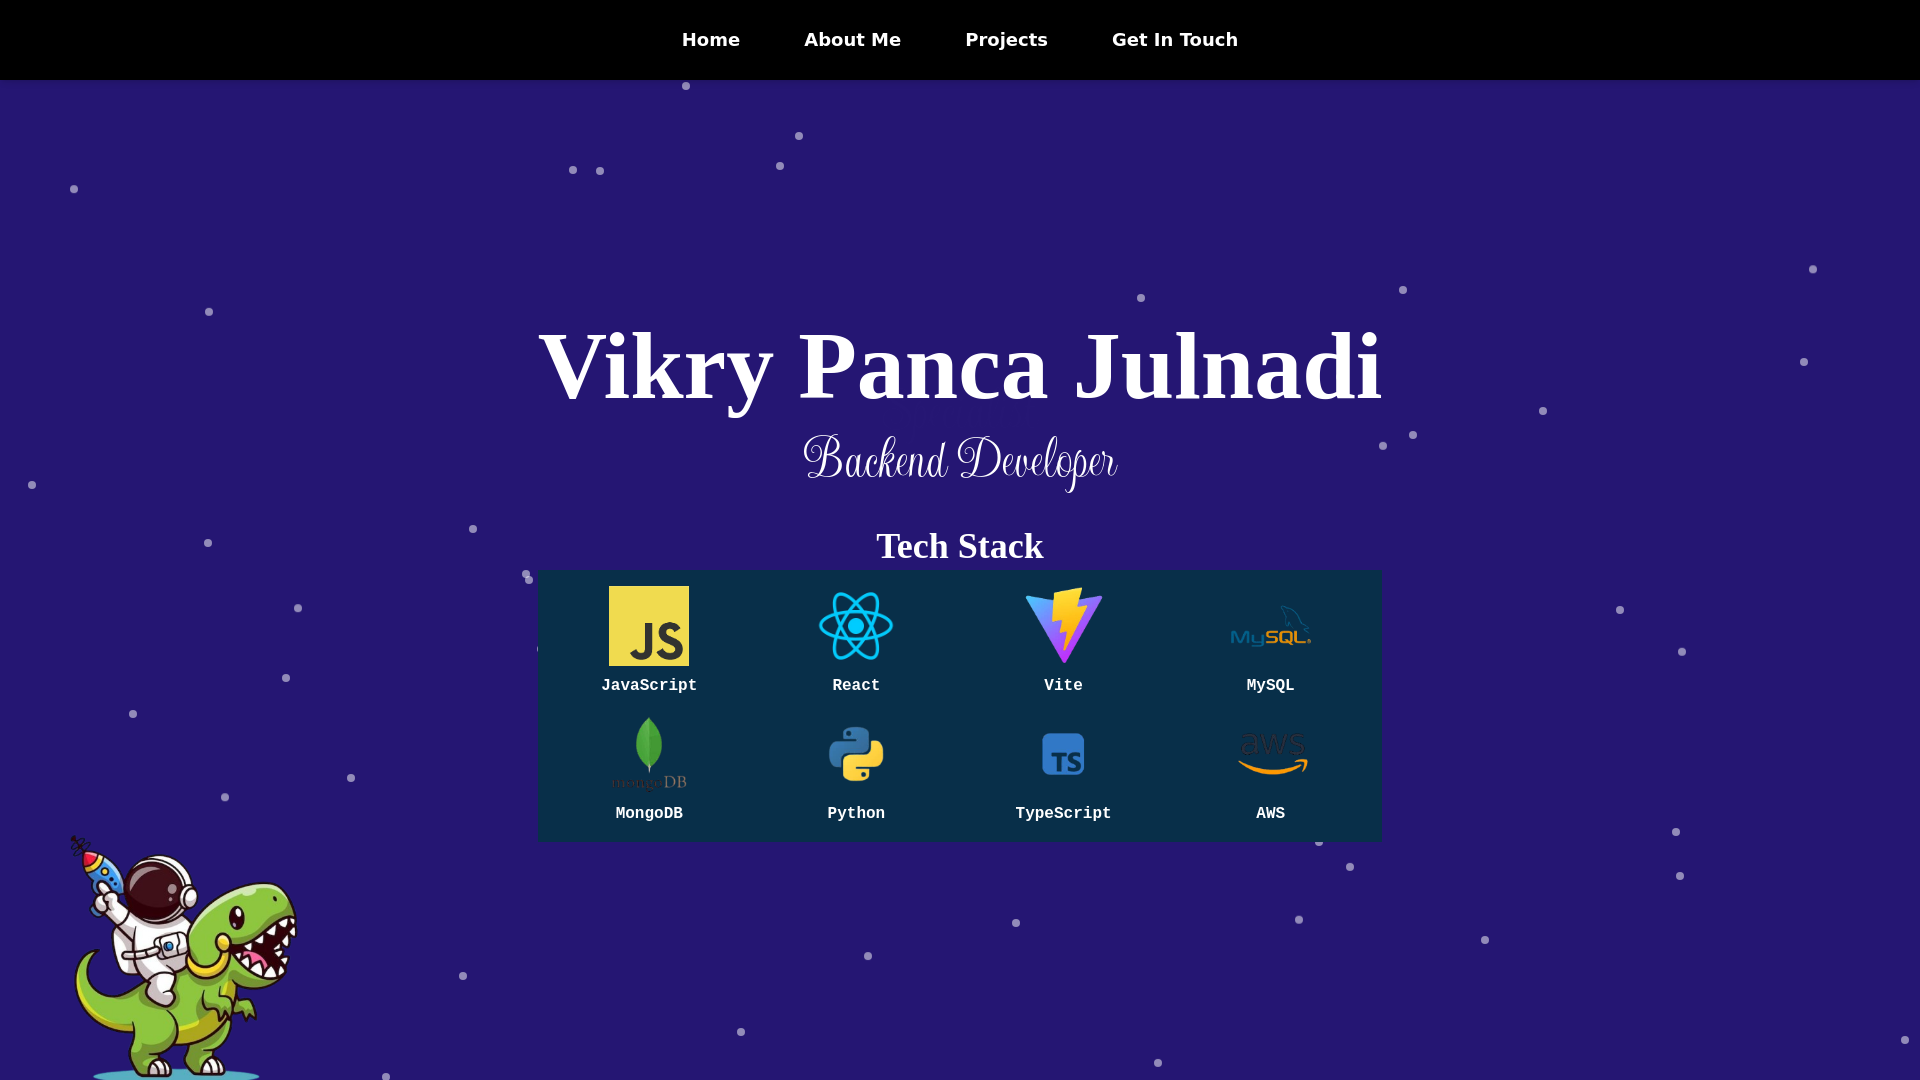 Home About Me Projects Get In Touch
Vikry Panca Julnadi
Backend Developer
Tech Stack
JS
MySQL
JavaScript React Vite MySQL
mongoDB
TS
aws
MongoDB Python TypeScript AWS